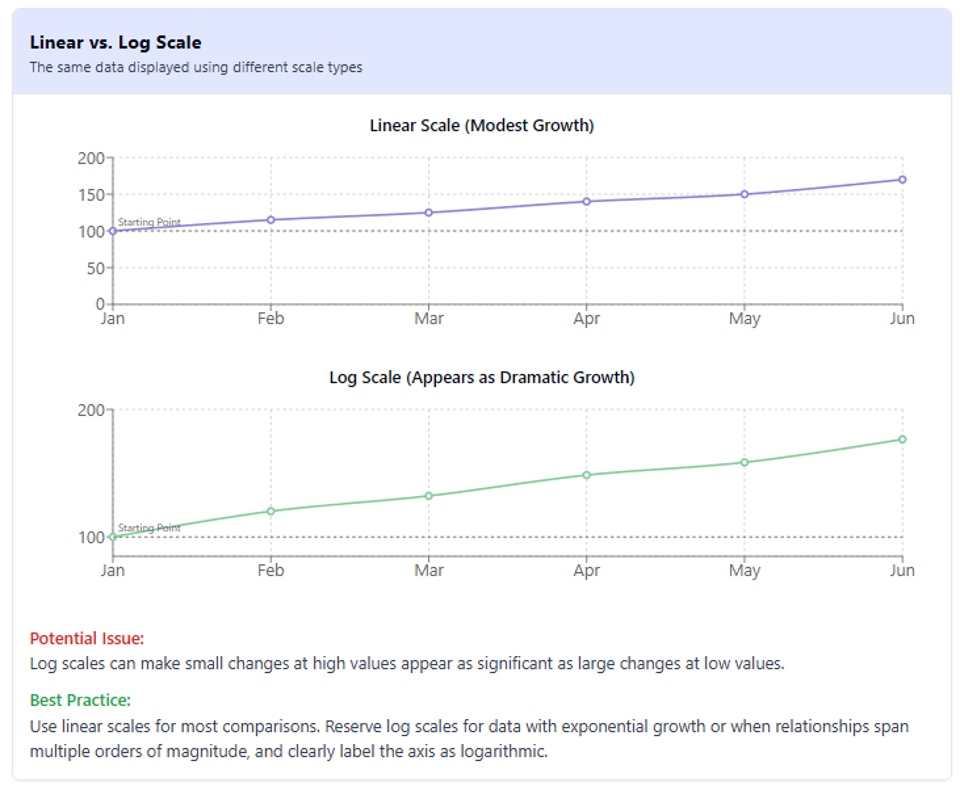 Linear vs. Log Scale
The same data displayed using different scale types
Linear Scale (Modest Growth)
200
150
Starting Point
100
50
0
Jan Feb Mar Apr May Jun
Log Scale (Appears as Dramatic Growth)
200
Starting Point
100
Jan Feb Mar Apr May Jun
Potential Issue:
Log scales can make small changes at high values appear as significant as large changes at low values.
Best Practice:
Use linear scales for most comparisons. Reserve log scales for data with exponential growth or when relationships span
multiple orders of magnitude, and clearly label the axis as logarithmic.